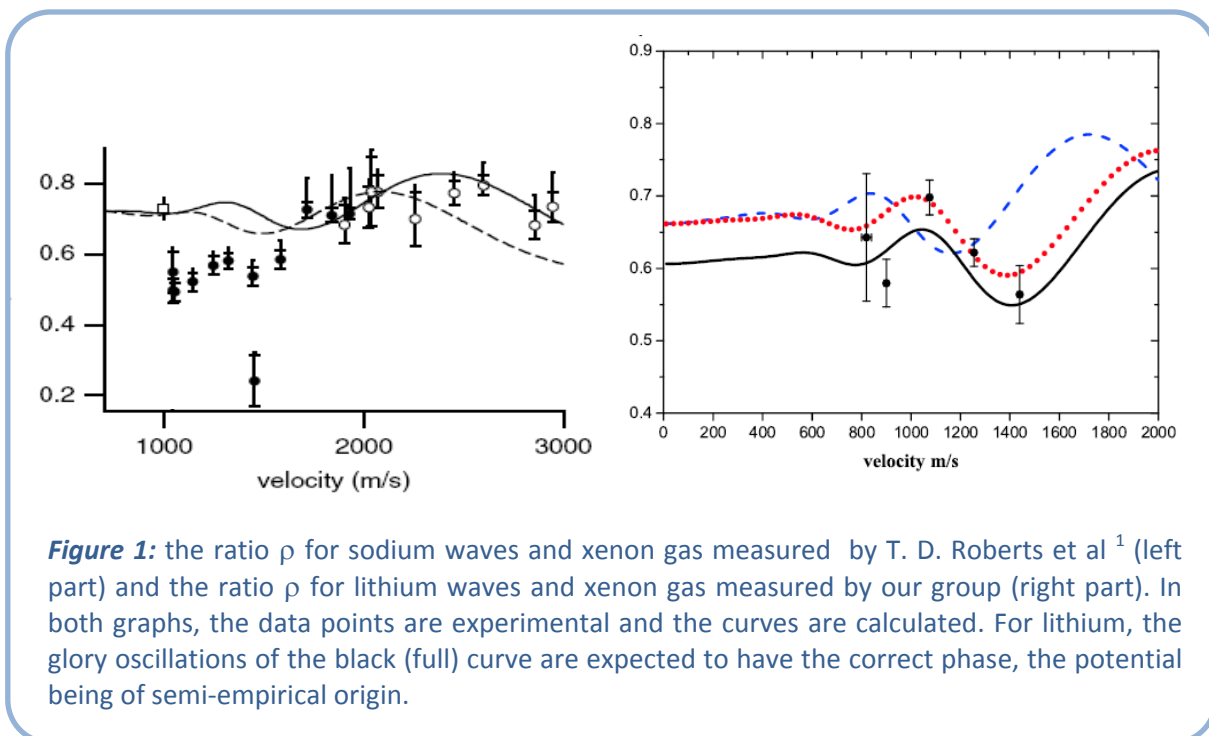 0.8
0.6
0.4
0.2
1000
2000
3000
velocity (m/s)
0.9
0.8
0.7
0.6
0.5
0.4
0 200 400 600 800 1000 1200 1400 1600 1800 2000
velocity m/s
Figure 1: the ratio ρ for sodium waves and xenon gas measured by T. D. Roberts et al 1 (left
part) and the ratio ρ for lithium waves and xenon gas measured by our group (right part). In
both graphs, the data points are experimental and the curves are calculated. For lithium, the
glory oscillations of the black (full) curve are expected to have the correct phase, the potential
being of semi-empirical origin.